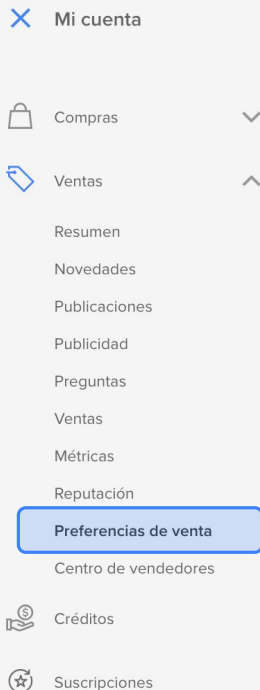 Mi cuenta
Compras
Ventas
Resumen
Novedades
Publicaciones
Publicidad
Preguntas
Ventas
Métricas
Reputación
Preferencias de venta
Centro de vendedores
Créditos
Suscripciones